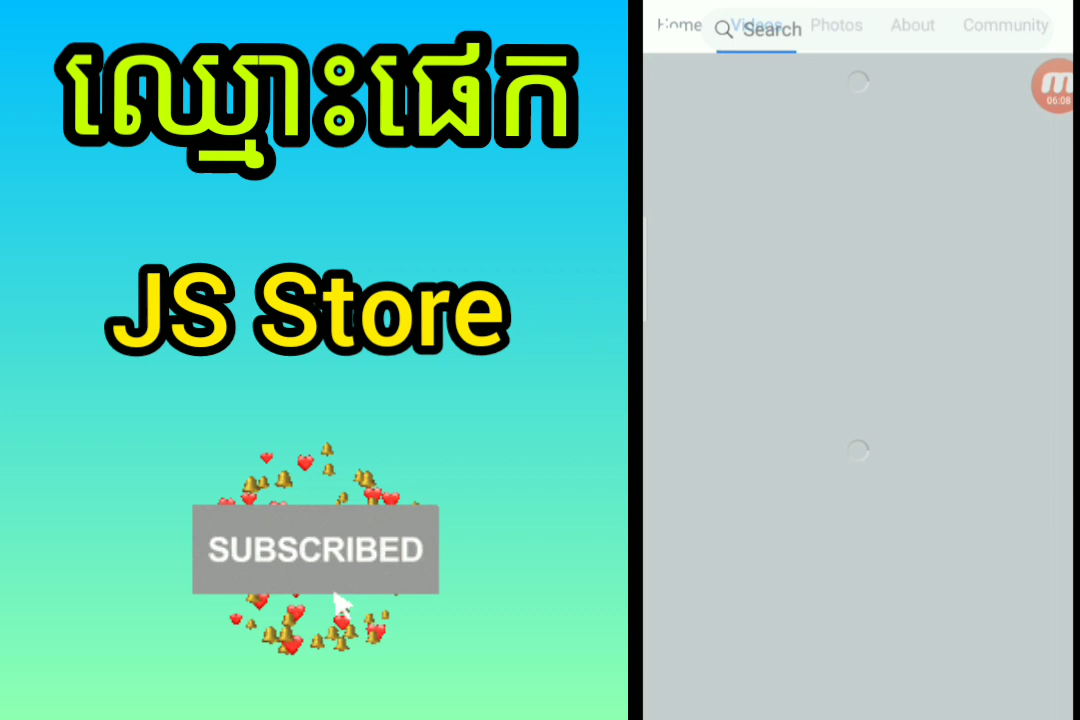 ឈ្មោះផេក
JS Store
SUBSCRIBED
Home Videos Photos About Community
Search
06:08